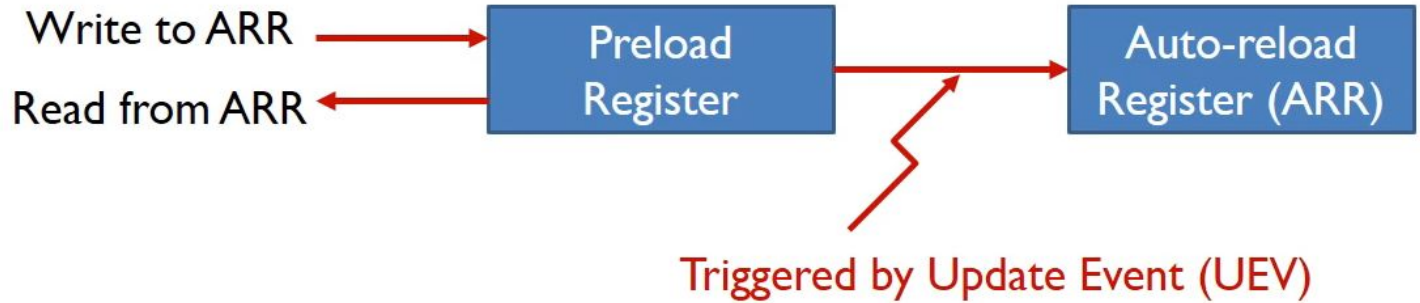 Write to ARR
Read from ARR
Preload
Register
Auto-reload
Register (ARR)
Triggered by Update Event (UEV)